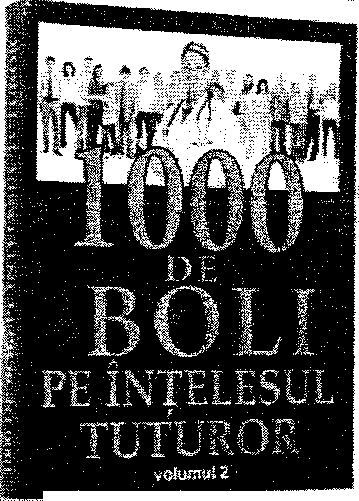 1000
DE
BOLI
PE ÎNȚELESUL
TUTUROR
volumul 2